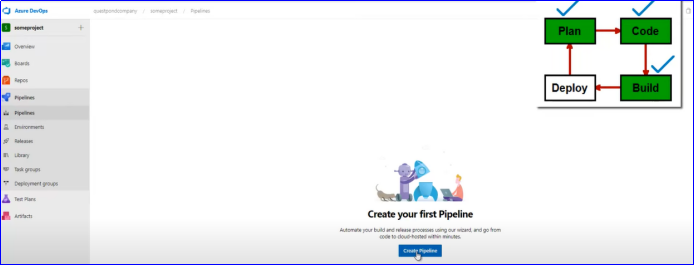 Azure DevOps
someproject / Pipelines
S someproject +
Overview
Boards
Repos
Pipelines
Pipelines
Environments
Releases
Library
Task groups
Deployment groups
Test Plans
Artifacts
Create your first Pipeline
Automate your build and release processes using our wizard, and go from
code to cloud-hosted within minutes.
Create Pipeline
Plan
Code
Deploy
Build